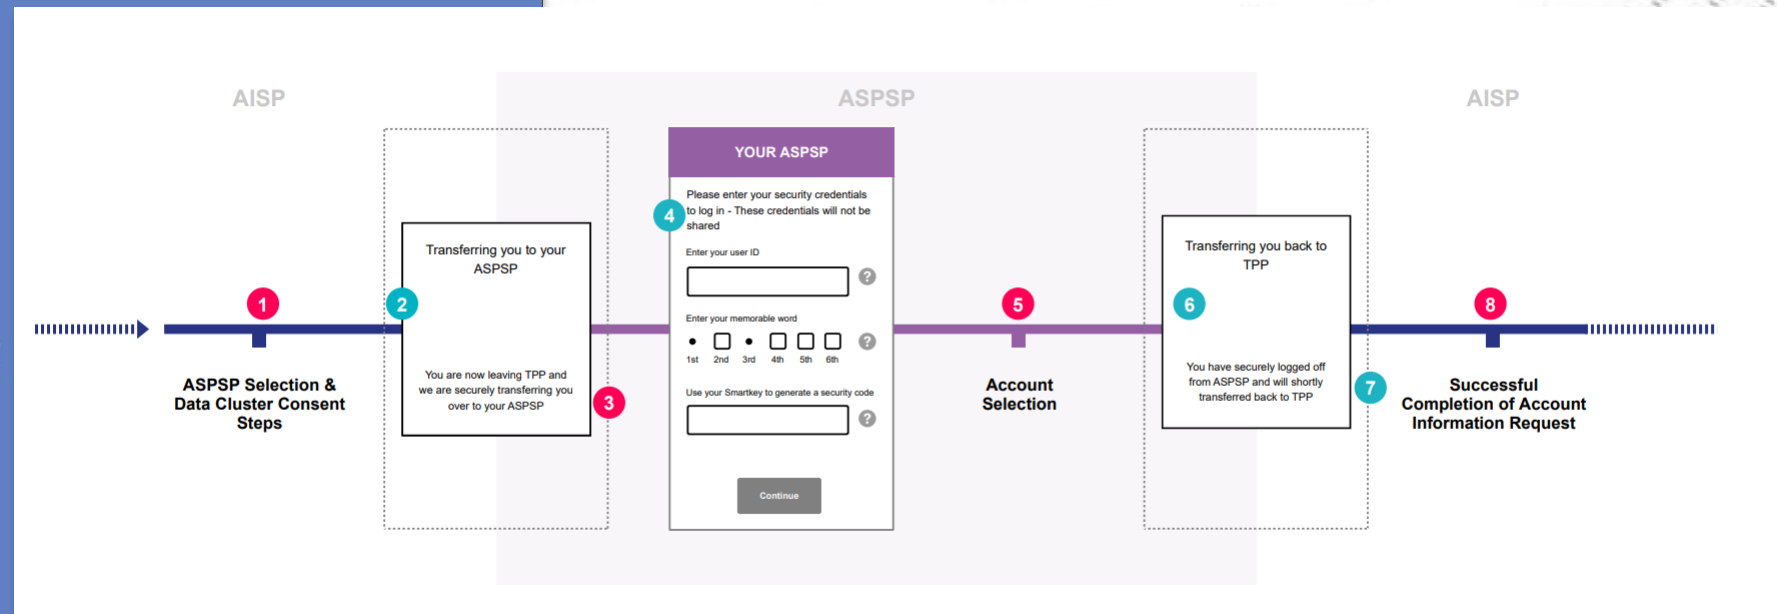 AISP
ASPSP
AISP
1
ASPSP Selection &
Data Cluster Consent
Steps
2
Transferring you to your
ASPSP
You are now leaving TPP and
we are securely transferring you
over to your ASPSP
3
YOUR ASPSP
4
Please enter your security credentials
to log in - These credentials will not be
shared
Enter your user ID
?
Enter your memorable word
?
1st 2nd 3rd 4th 5th 6th
Use your Smartkey to generate a security code
?
Continue
5
Account
Selection
6
Transferring you back to
TPP
You have securely logged off
from ASPSP and will shortly
transferred back to TPP
7
8
Successful
Completion of Account
Information Request